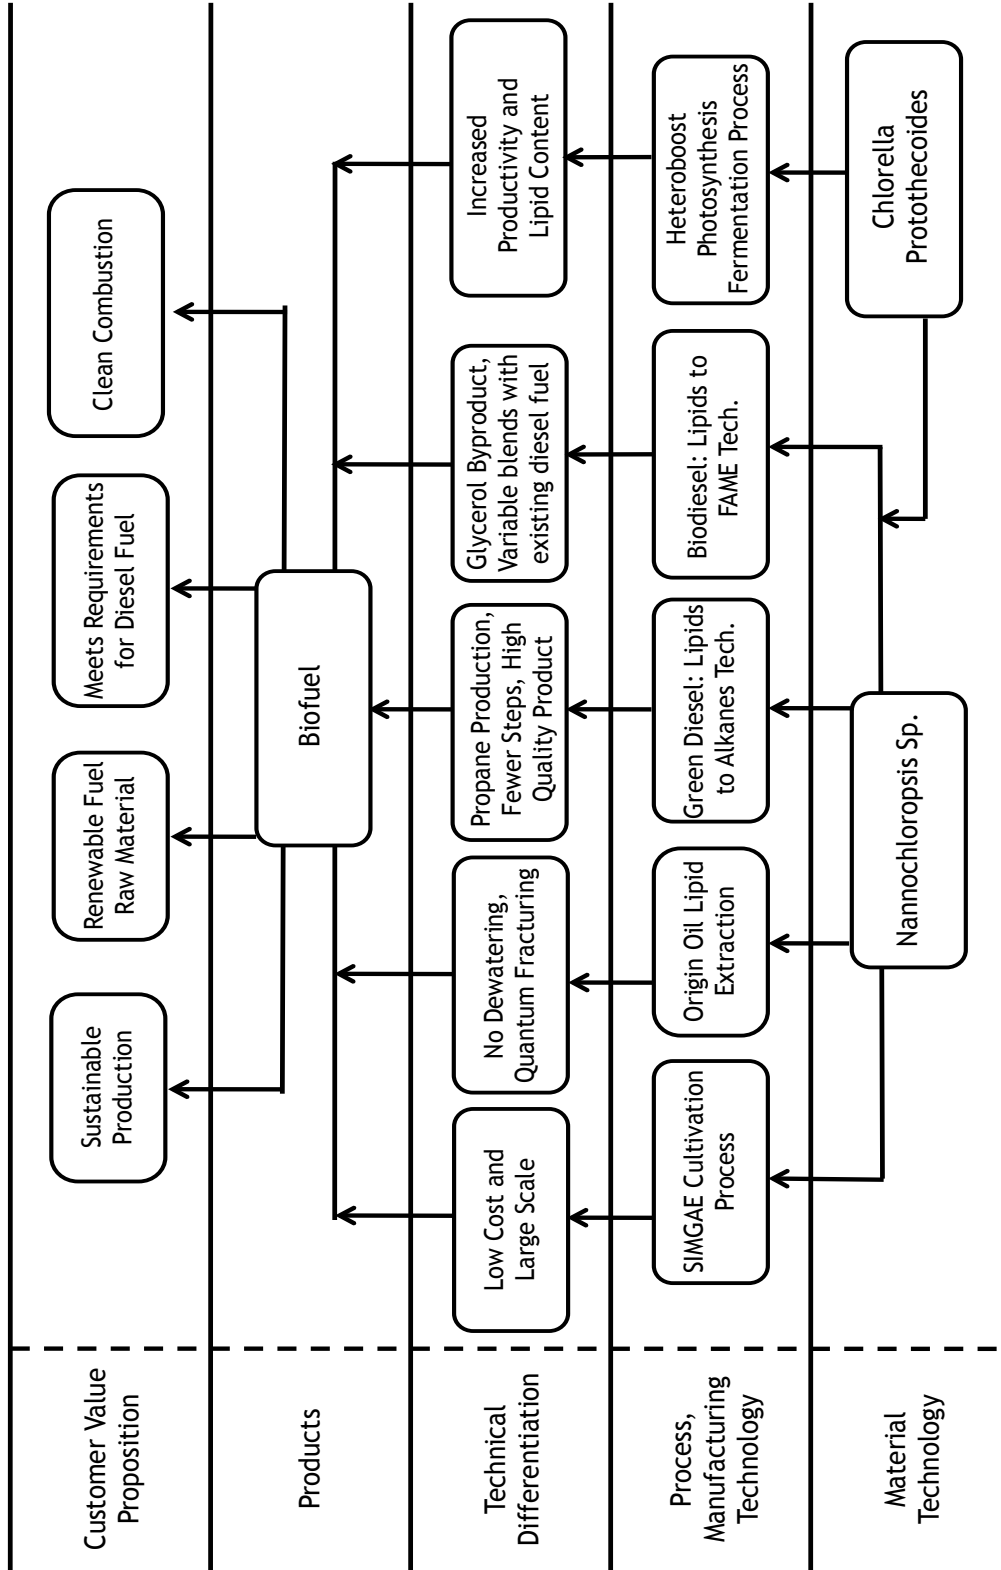 Customer Value
Proposition
Sustainable
Production
Renewable Fuel
Raw Material
Meets Requirements
for Diesel Fuel
Clean Combustion
Products
Biofuel
Technical
Differentiation
Low Cost and
Large Scale
No Dewatering,
Quantum Fracturing
Propane Production,
Fewer Steps, High
Quality Product
Glycerol Byproduct,
Variable blends with
existing diesel fuel
Increased
Productivity and
Lipid Content
Process,
Manufacturing
Technology
SIMGAE Cultivation
Process
Origin Oil Lipid
Extraction
Green Diesel: Lipids
to Alkanes Tech.
Biodiesel: Lipids to
FAME Tech.
Heteroboost
Photosynthesis
Fermentation Process
Material
Technology
Nannochloropsis Sp.
Chlorella
Protothecoides